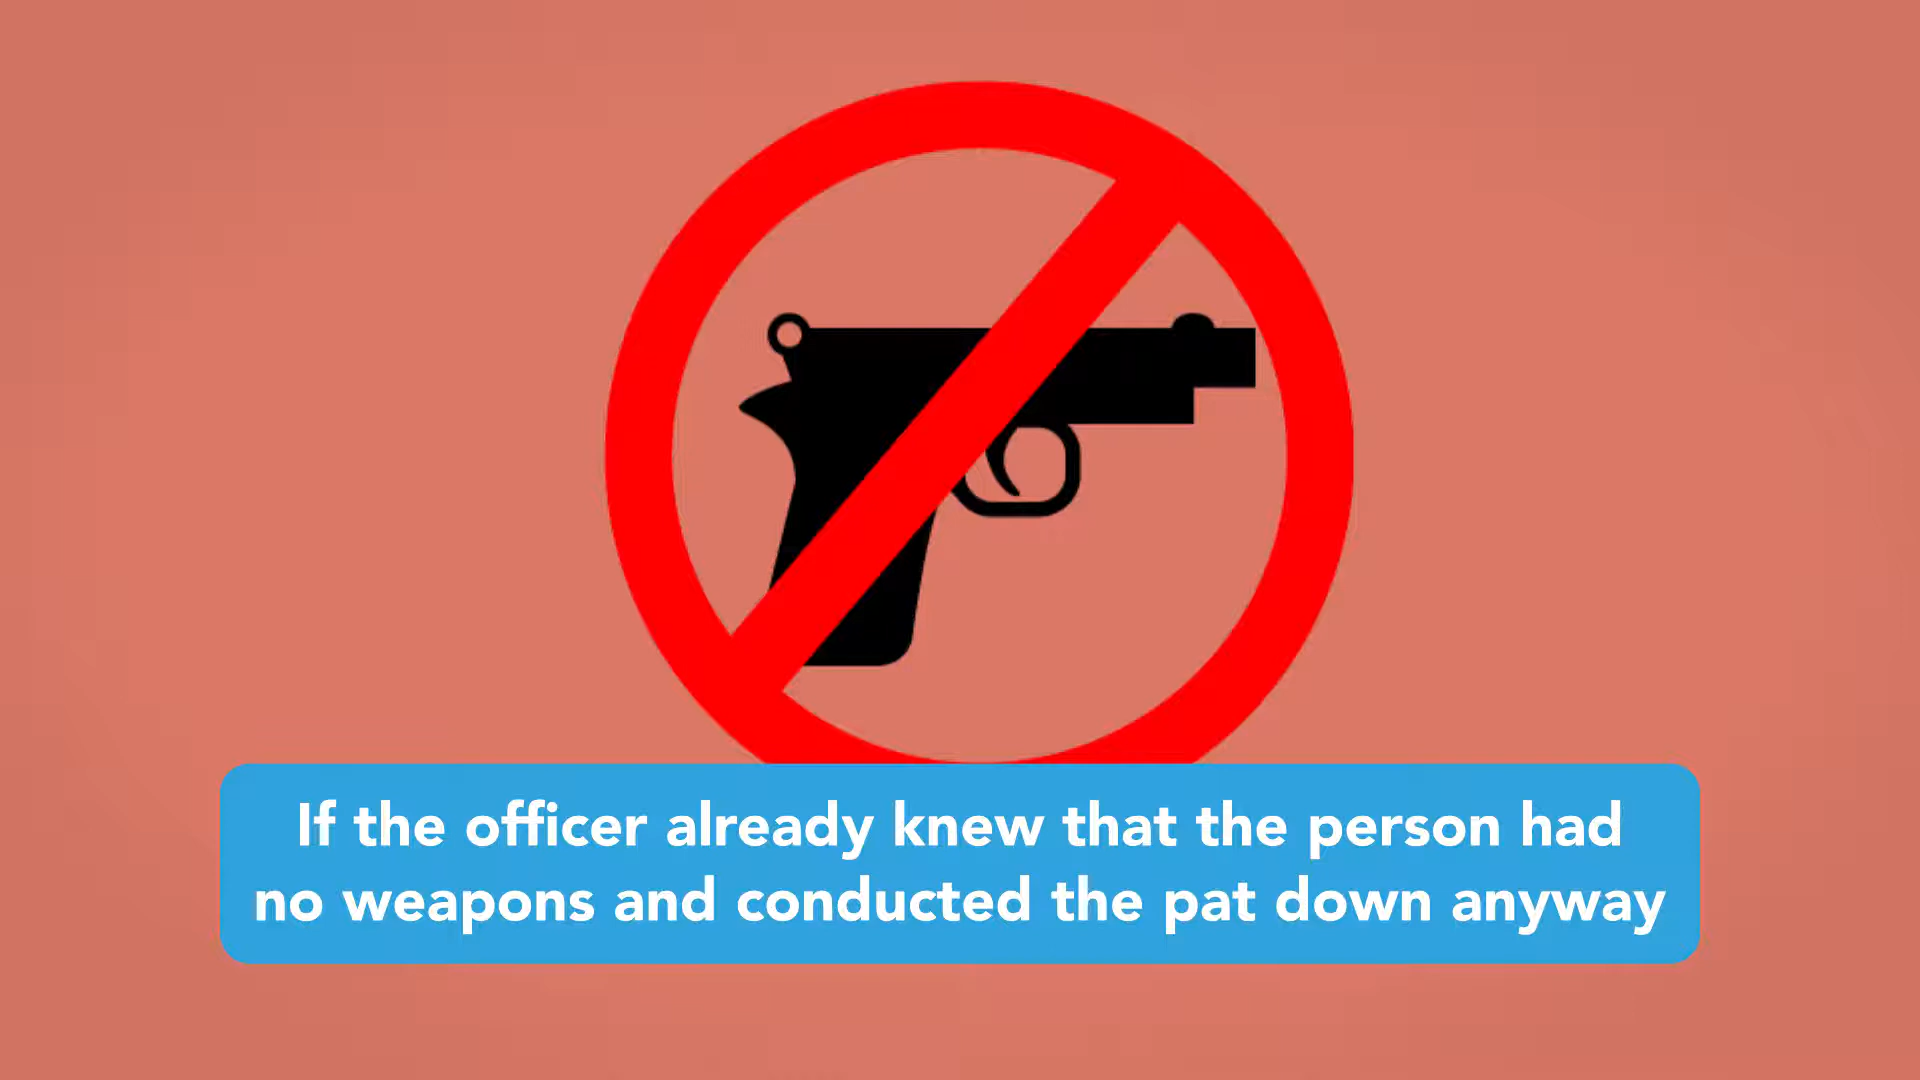 If the officer already knew that the person had
no weapons and conducted the pat down anyway